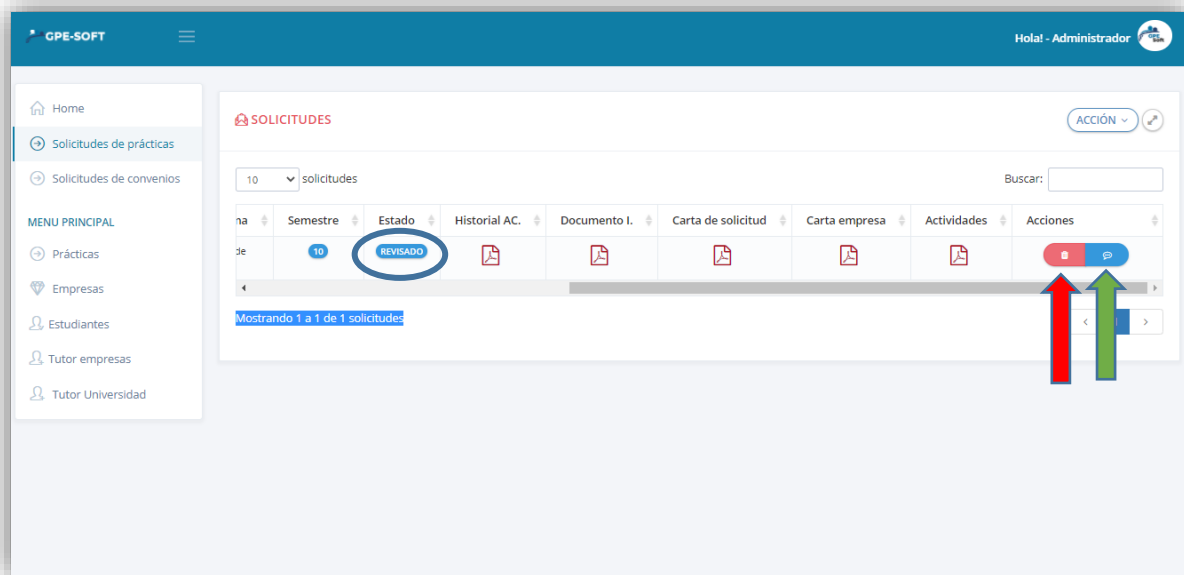 GPE-SOFT
Hola! - Administrador
Home
Solicitudes de prácticas
Solicitudes de convenios
MENU PRINCIPAL
Prácticas
Empresas
Estudiantes
Tutor empresas
Tutor Universidad
SOLICITUDES
ACCIÓN
10 solicitudes
Buscar:
na Semestre Estado Historial AC. Documento I. Carta de solicitud Carta empresa Actividades Acciones
de 10 REVISADO
Mostrando 1 a 1 de 1 solicitudes